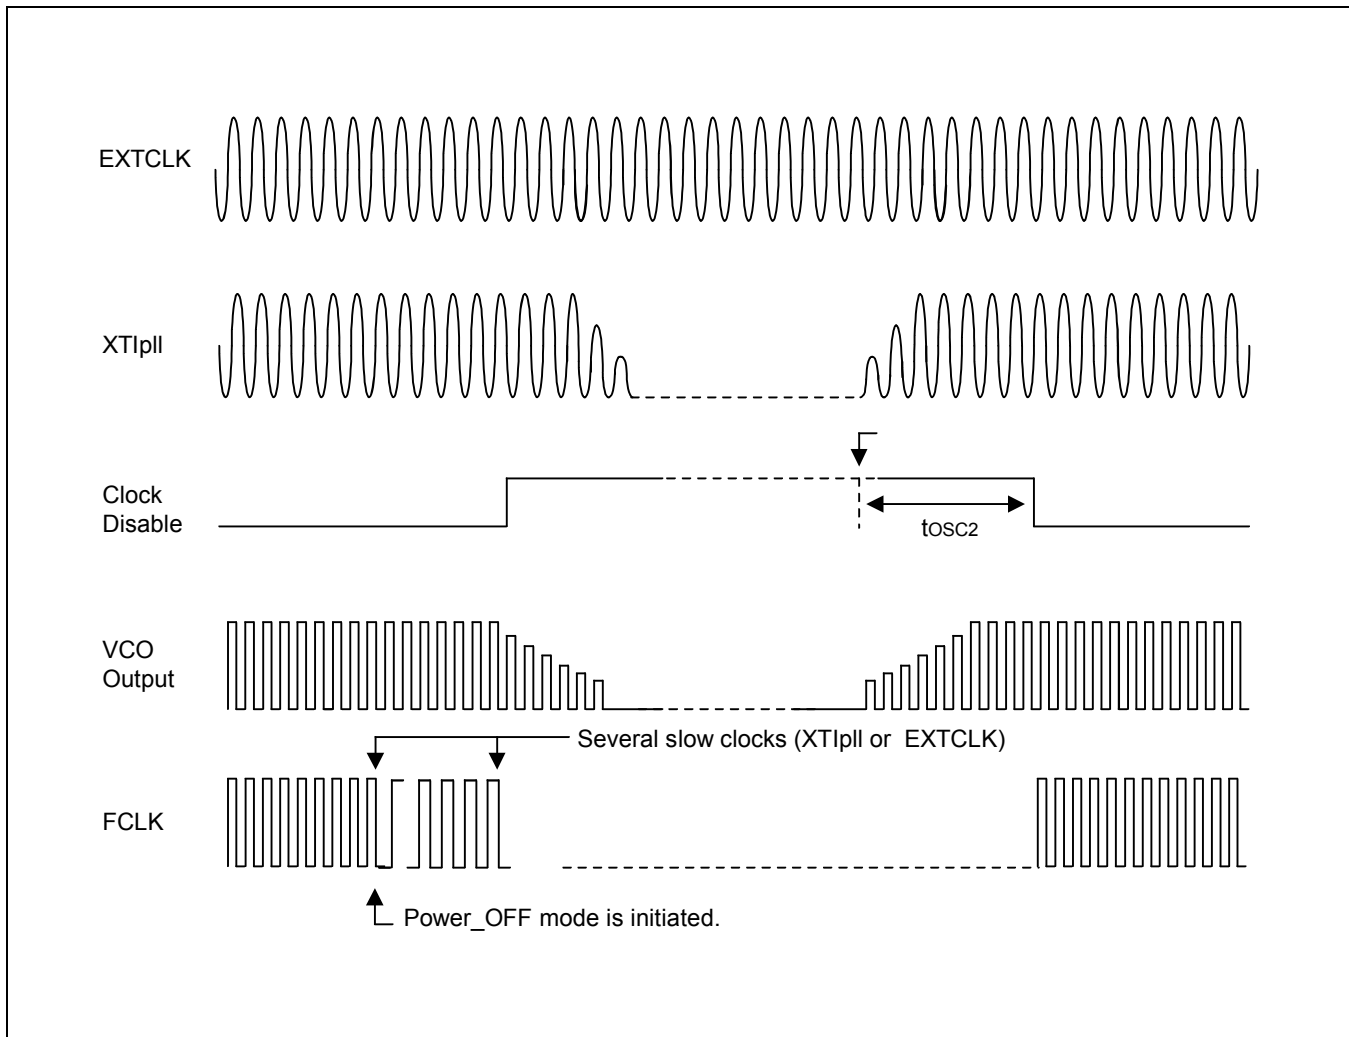 EXTCLK
XTIpll
Clock
Disable
tOSC2
VCO
Output
Several slow clocks (XTIpll or EXTCLK)
FCLK
Power_OFF mode is initiated.